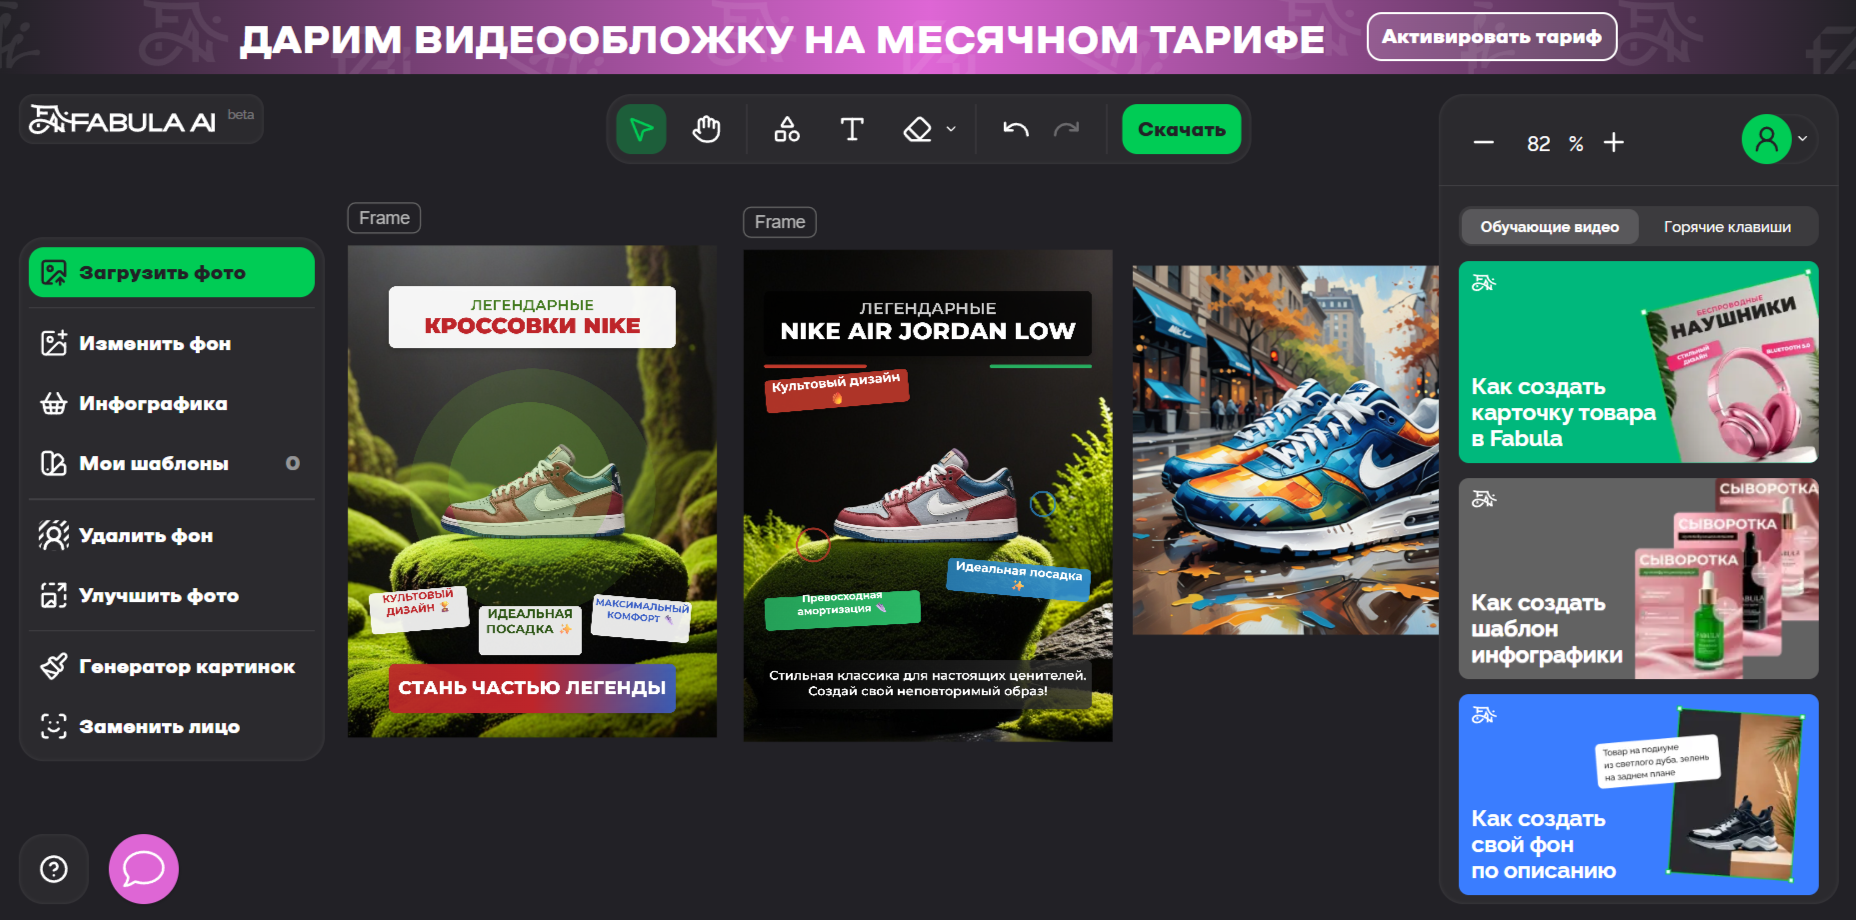 ДАРИМ ВИДЕООБЛОЖКУ НА МЕСЯЧНОМ ТАРИФЕ
Активировать тариф
FABULA AI beta
Скачать
82 %
Загрузить фото
Изменить фон
Инфографика
Мои шаблоны 0
Удалить фон
Улучшить фото
Генератор картинок
Заменить лицо
Frame
ЛЕГЕНДАРНЫЕ
КРОССОВКИ NIKE
КУЛЬТОВЫЙ
ДИЗАЙН
ИДЕАЛЬНАЯ
ПОСАДКА
МАКСИМАЛЬНЫЙ
КОМФОРТ
СТАНЬ ЧАСТЬЮ ЛЕГЕНДЫ
Frame
ЛЕГЕНДАРНЫЕ
NIKE AIR JORDAN LOW
Культовый дизайн
Идеальная посадка
Превосходная
амортизация
Стильная классика для настоящих ценителей.
Создай свой неповторимый образ!
Обучающие видео
Горячие клавиши
Как создать
карточку товара
в Fabula
БЕСПРОВОДНЫЕ
НАУШНИКИ
СТИЛЬНЫЙ
ДИЗАЙН
BLUETOOTH 5.0
Как создать
шаблон
инфографики
СЫВОРОТКА
СЫВОРОТКА
СЫВОРОТКА
Как создать
свой фон
по описанию
Товар на подиуме
из светлого дуба, зелень
на заднем плане